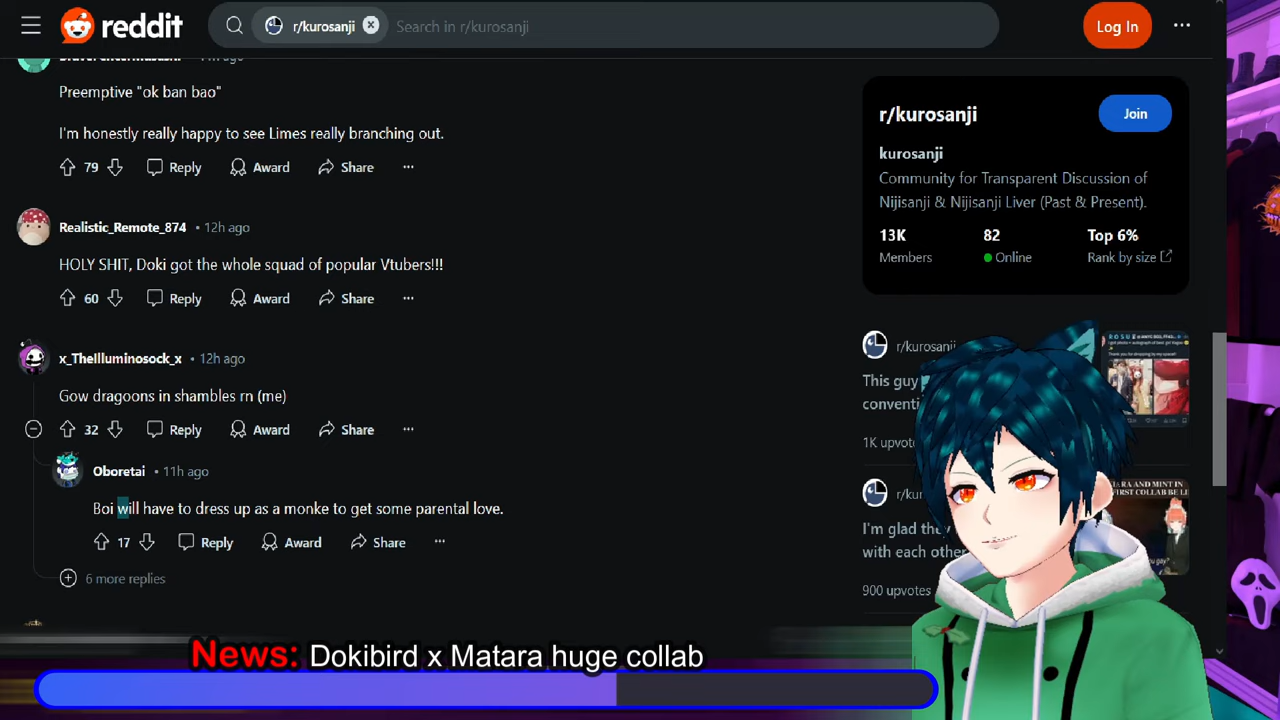 reddit
r/kurosanji
Search in r/kurosanji
Log In
Preemptive "ok ban bao"
I'm honestly really happy to see Limes really branching out.
79 Reply Award Share
Realistic_Remote_874 • 12h ago
HOLY SHIT, Doki got the whole squad of popular Vtubers!!!
60 Reply Award Share
x_TheIlluminosock_x • 12h ago
Gow dragoons in shambles rn (me)
32 Reply Award Share
Oboretai • 11h ago
Boi will have to dress up as a monke to get some parental love.
17 Reply Award Share
6 more replies
r/kurosanji
Join
kurosanji
Community for Transparent Discussion of
Nijisanji & Nijisanji Liver (Past & Present).
13K 82 Top 6%
Members Online Rank by size
r/kurosanji
This guy
conventi
1K upvote
I'm glad they
with each other
900 upvotes
News: Dokibird x Matara huge collab